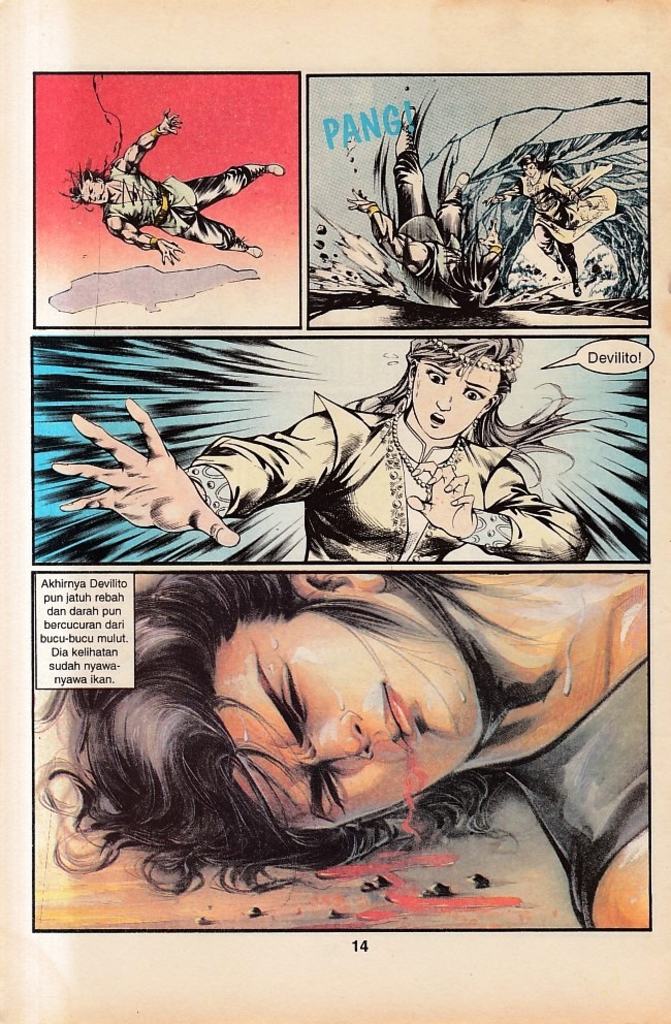 PANG!
Devilito!
Akhirnya Devilito
pun jatuh rebah
dan darah pun
bercucuran dari
bucu-bucu mulut.
Dia kelihatan
sudah nyawa-
nyawa ikan.
14